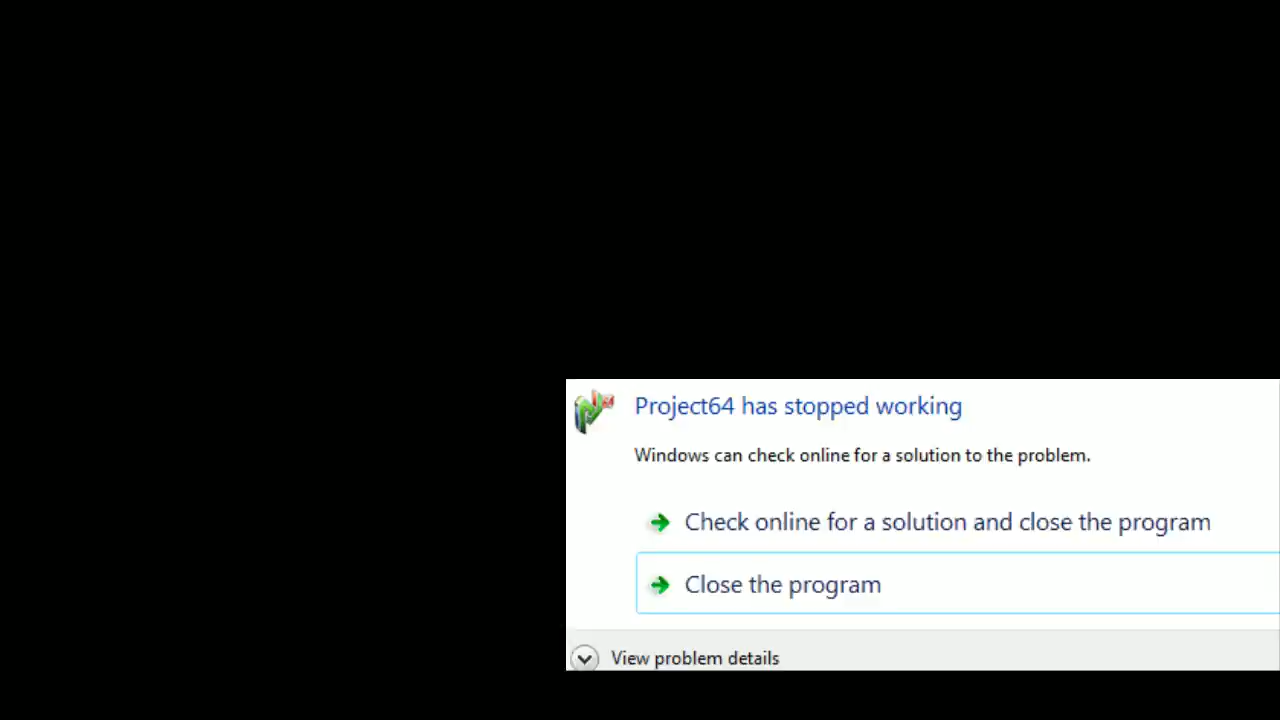 Project64 has stopped working
Windows can check online for a solution to the problem.
Check online for a solution and close the program
Close the program
View problem details